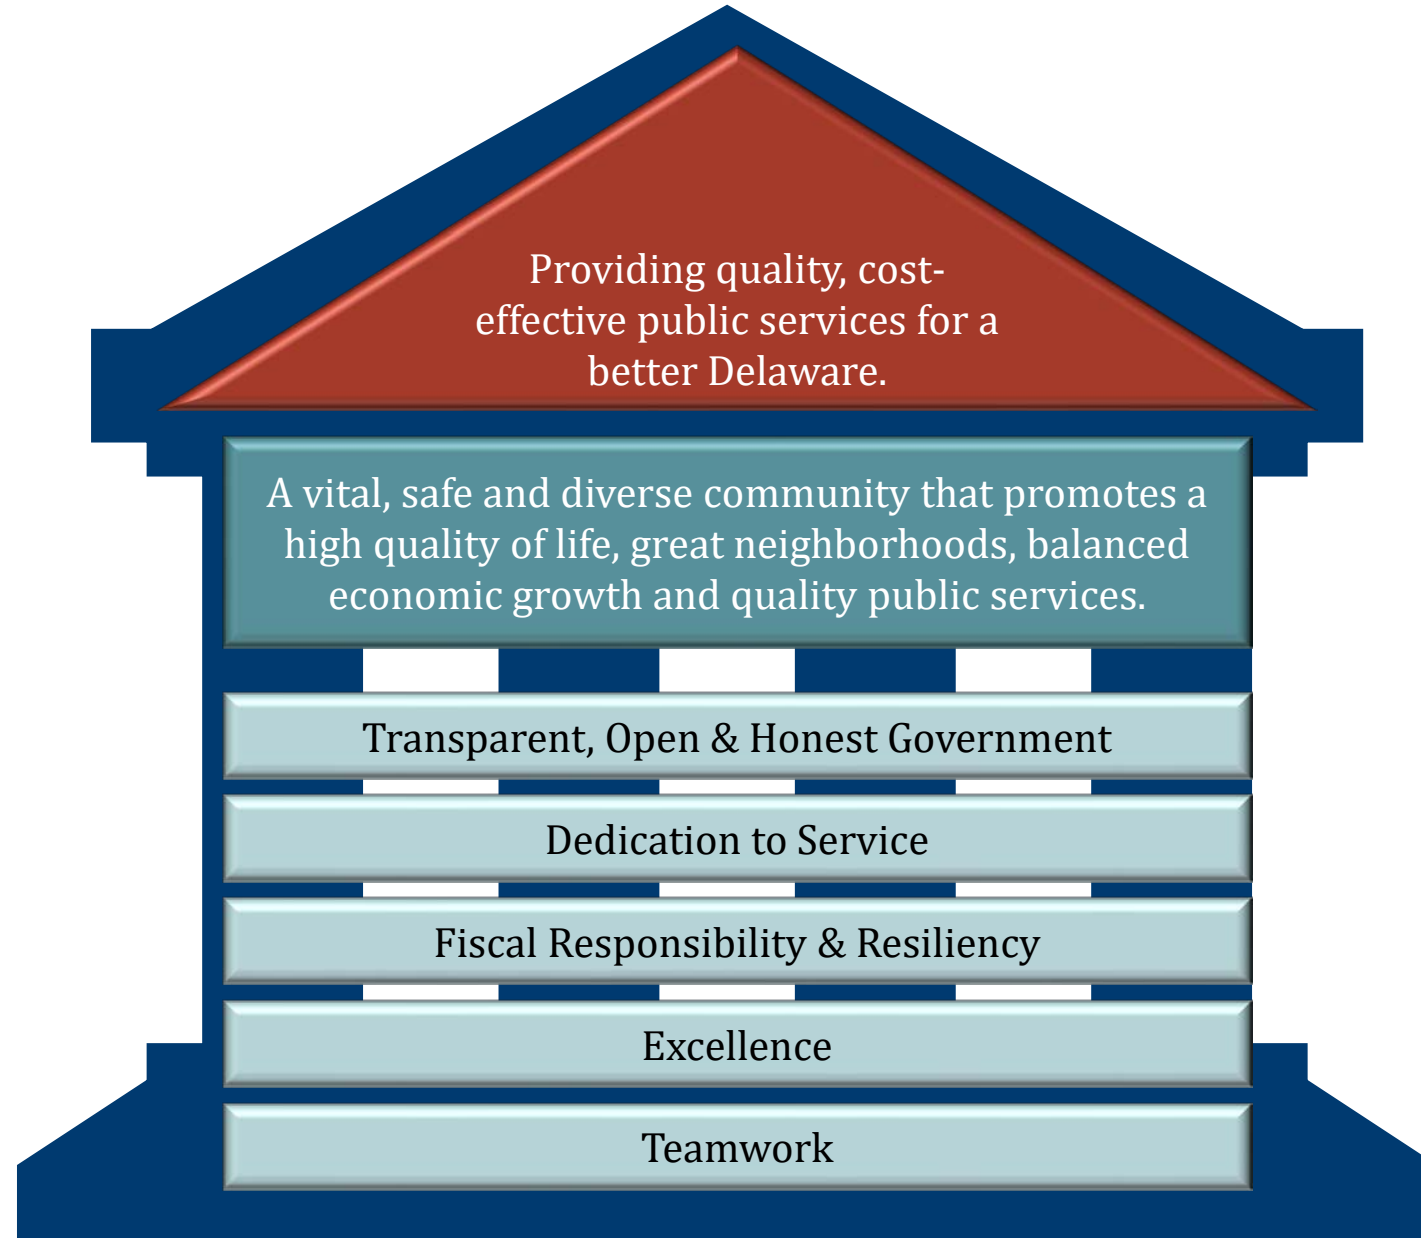 Providing quality, cost-
effective public services for a
better Delaware.
A vital, safe and diverse community that promotes a
high quality of life, great neighborhoods, balanced
economic growth and quality public services.
Transparent, Open & Honest Government
Dedication to Service
Fiscal Responsibility & Resiliency
Excellence
Teamwork